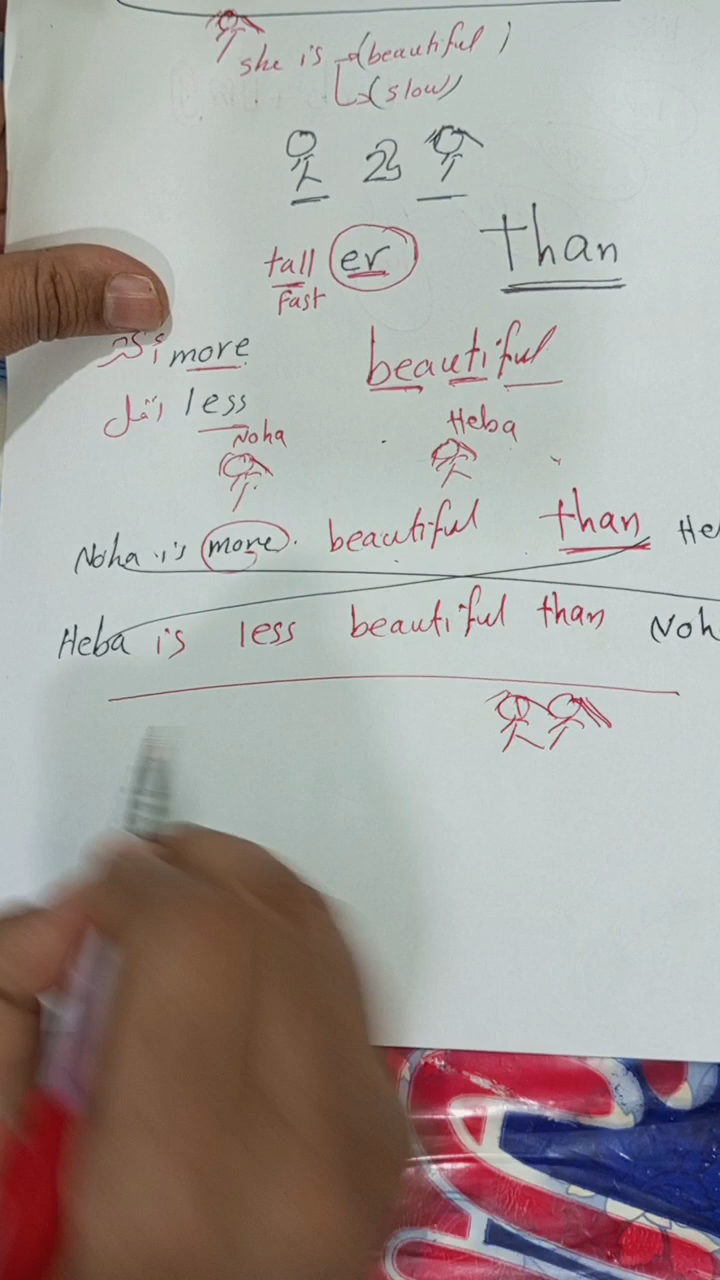 she is (beautiful)
(slow)
than
tall er
fast
أكثر more beautiful
اقل less
Noha Heba
Noha is more beautiful than He
Heba is less beautiful than Noh